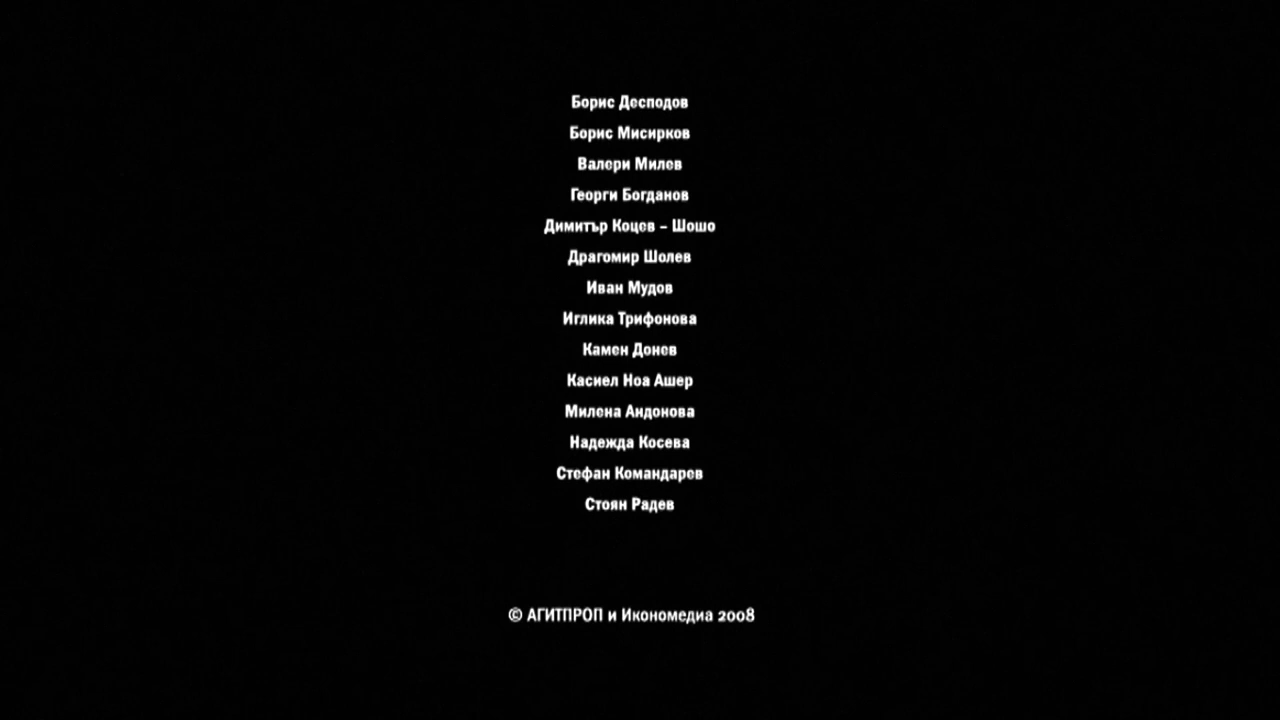 Борис Десподов
Борис Мисирков
Валери Милев
Георги Богданов
Димитър Коцев – Шошо
Драгомир Шолев
Иван Мудов
Иглика Трифонова
Камен Донев
Касиел Ноа Ашер
Милена Андонова
Надежда Косева
Стефан Командарев
Стоян Радев
© АГИТПРОП и Икономедиа 2008